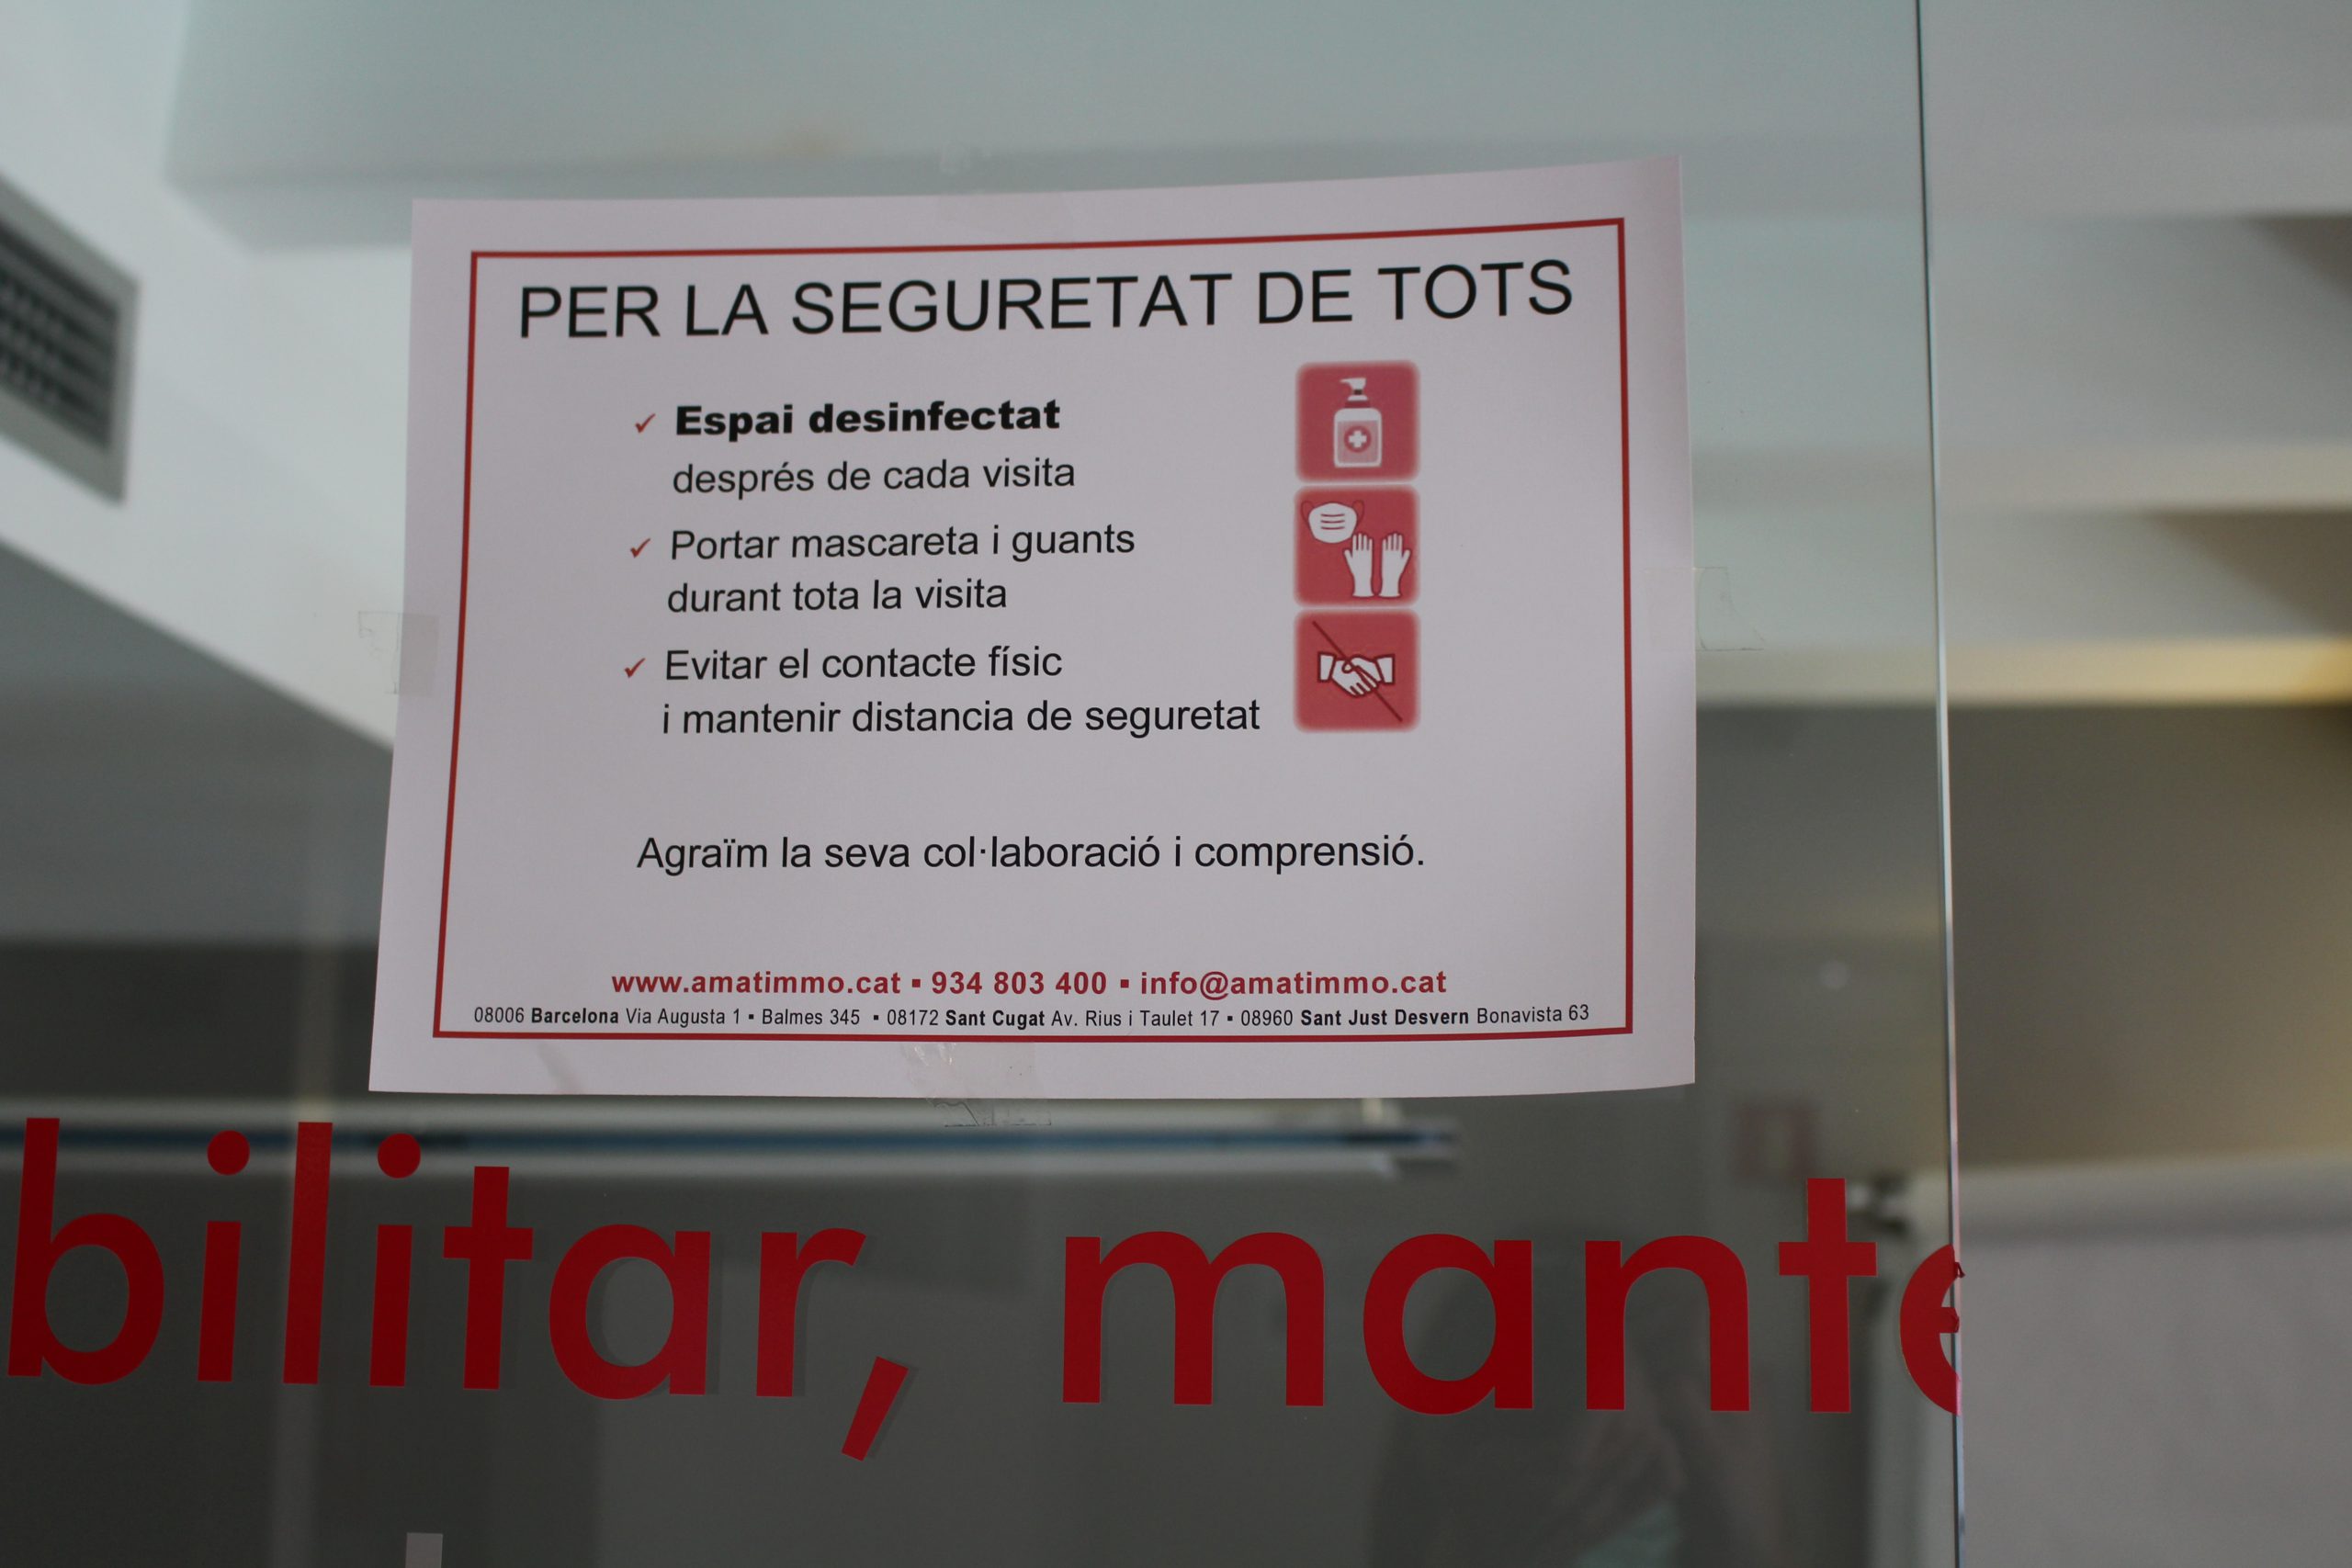 PER LA SEGURETAT DE TOTS
✓ Espai desinfectat
després de cada visita
✓ Portar mascareta i guants
durant tota la visita
✓ Evitar el contacte físic
i mantenir distancia de seguretat
Agraïm la seva col·laboració i comprensió.
www.amatimmo.cat ▪ 934 803 400 ▪ info@amatimmo.cat
08006 Barcelona Via Augusta 1 ▪ Balmes 345 ▪ 08172 Sant Cugat Av. Rius i Taulet 17 ▪ 08960 Sant Just Desvern Bonavista 63
bilitar, mante